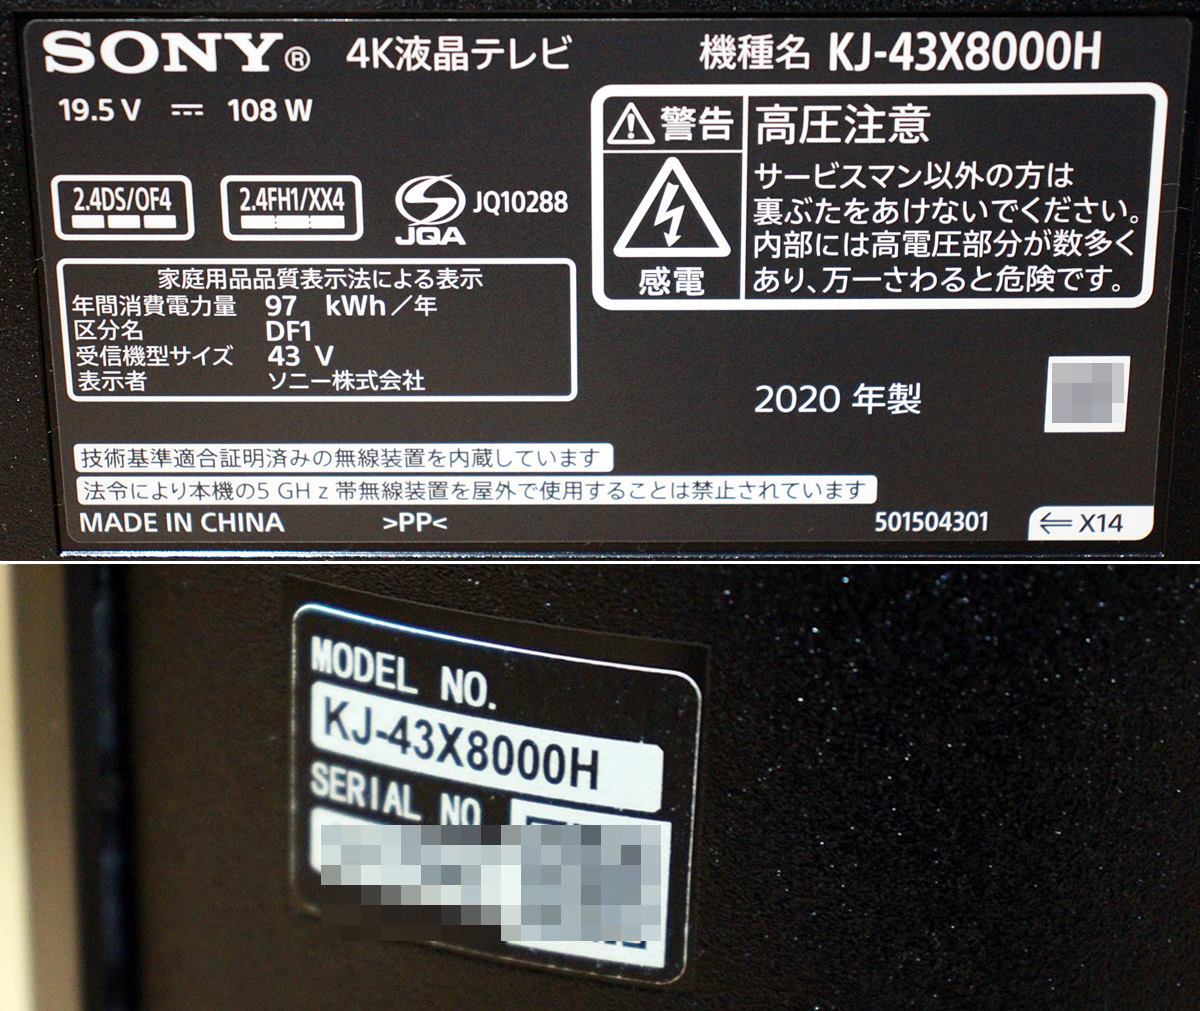 SONY® 4K液晶テレビ 機種名 KJ-43X8000H
19.5 V ⎓ 108 W
2.4DS/OF4 2.4FH1/XX4 JQA JQ10288
家庭用品品質表示法による表示
年間消費電力量 97 kWh/年
区分名 DF1
受信機型サイズ 43 V
表示者 ソニー株式会社
警告 高圧注意
感電
サービスマン以外の方は
裏ぶたをあけないでください。
内部には高電圧部分が数多く
あり、万一さわると危険です。
2020 年製
技術基準適合証明済みの無線装置を内蔵しています
法令により本機の5 GHz帯無線装置を屋外で使用することは禁止されています
MADE IN CHINA >PP< 501504301 ⇐ X14
MODEL NO.
KJ-43X8000H
SERIAL NO